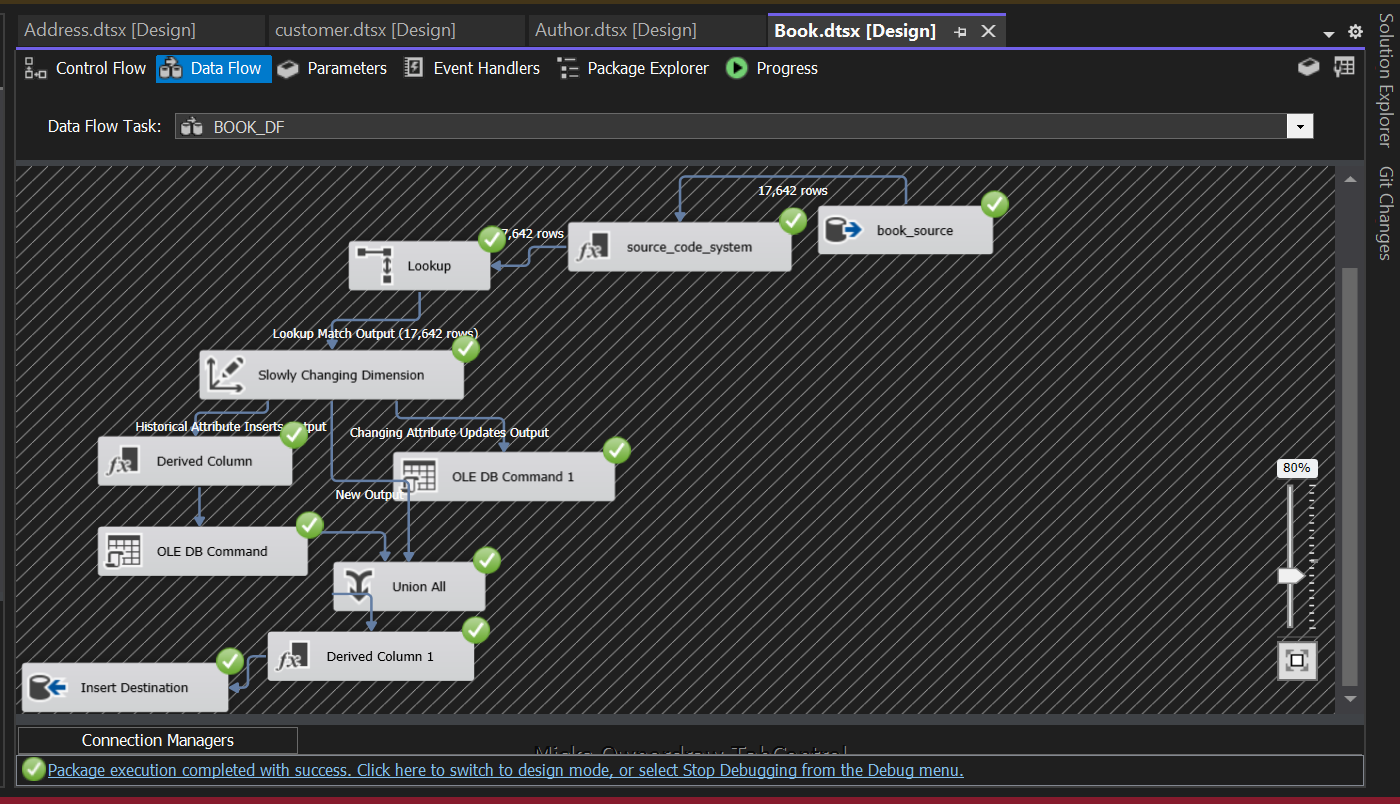 Address.dtsx [Design]
customer.dtsx [Design]
Author.dtsx [Design]
Book.dtsx [Design]
Control Flow
Data Flow
Parameters
Event Handlers
Package Explorer
Progress
Data Flow Task:
BOOK_DF
17,642 rows
book_source
source_code_system
7,642 rows
Lookup
Lookup Match Output (17,642 rows)
Slowly Changing Dimension
Historical Attribute Inserts Output
Changing Attribute Updates Output
Derived Column
OLE DB Command 1
New Output
OLE DB Command
Union All
Derived Column 1
Insert Destination
80%
Connection Managers
Package execution completed with success. Click here to switch to design mode, or select Stop Debugging from the Debug menu.
Solution Explorer
Git Changes